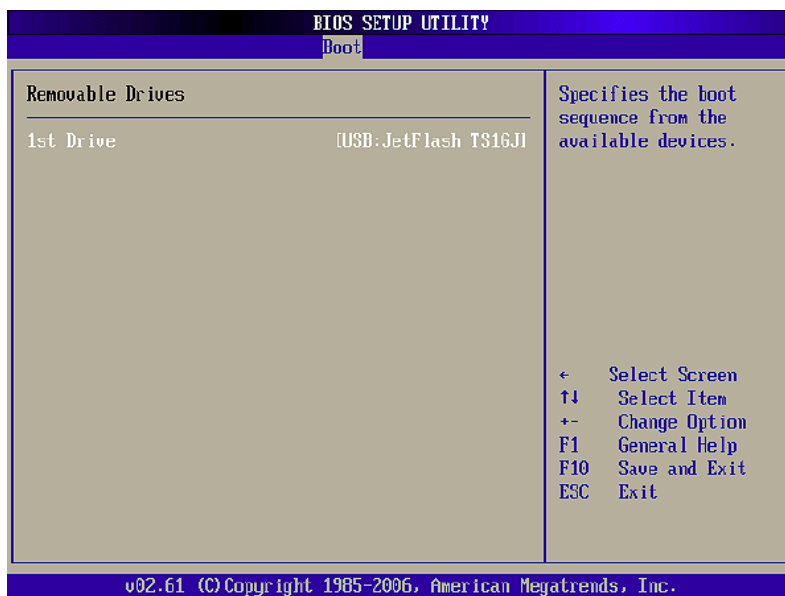 BIOS SETUP UTILITY
Boot
Removable Drives
1st Drive [USB:JetFlash TS16J]
Specifies the boot
sequence from the
available devices.
← Select Screen
↑↓ Select Item
+- Change Option
F1 General Help
F10 Save and Exit
ESC Exit
v02.61 (C)Copyright 1985-2006, American Megatrends, Inc.